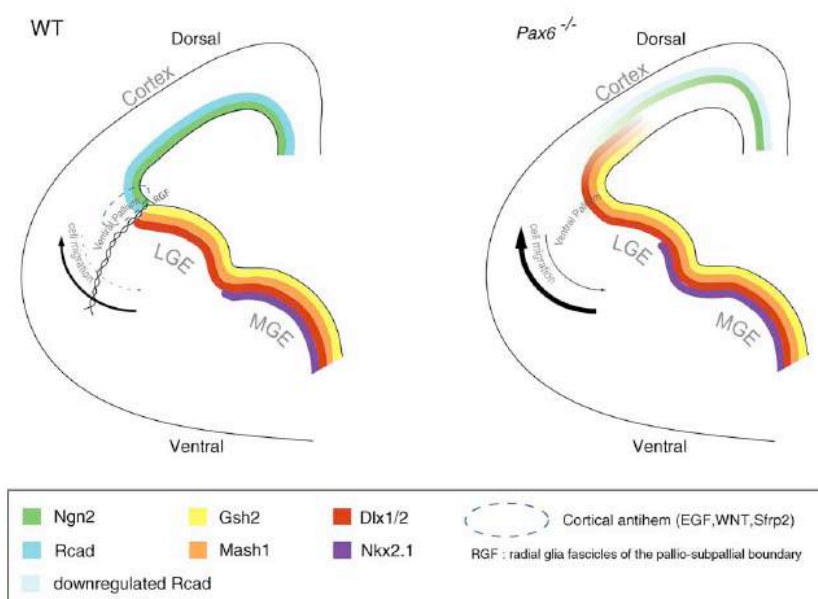 WT
Dorsal
Cortex
Ventral Pallium
RGF
cell migration
LGE
MGE
Ventral
Pax6 -/-
Dorsal
Cortex
Ventral Pallium
cell migration
LGE
MGE
Ventral
Ngn2
Gsh2
Dlx1/2
Cortical antihem (EGF,WNT,Sfrp2)
Rcad
Mash1
Nkx2.1
RGF : radial glia fascicles of the pallio-subpallial boundary
downregulated Rcad